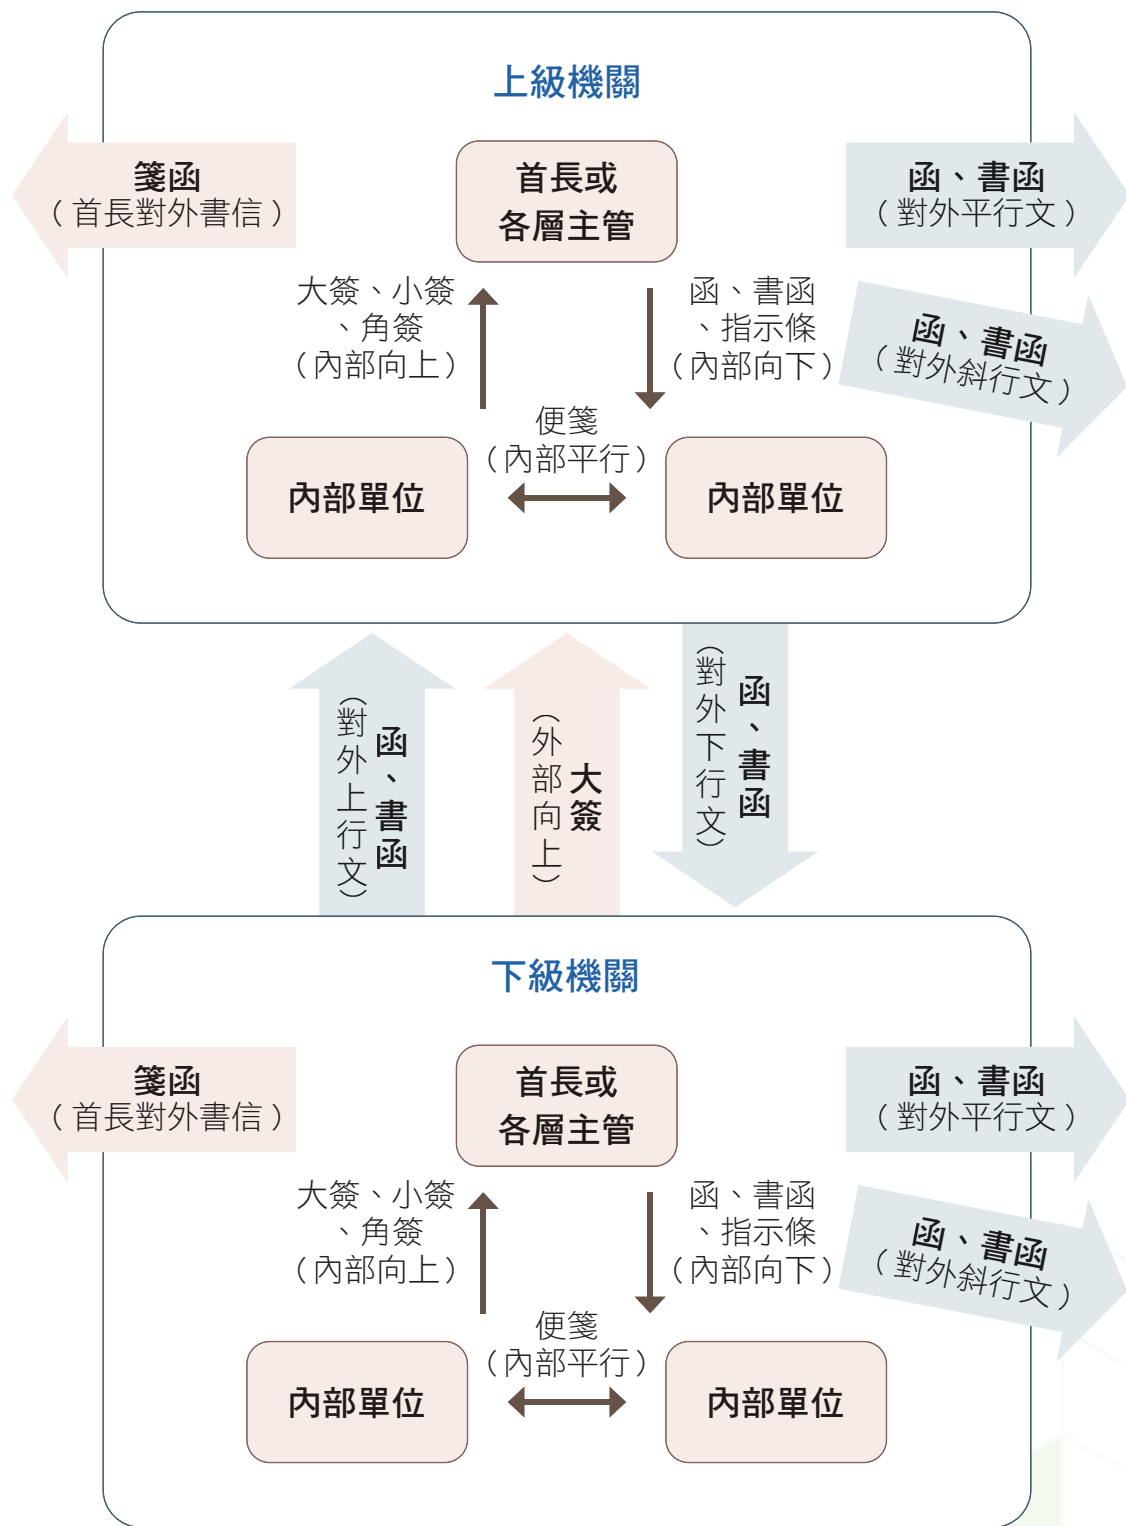 上級機關
箋函
（首長對外書信）
首長或
各層主管
函、書函
（對外平行文）
大簽、小簽
、角簽
（內部向上）
函、書函
、指示條
（內部向下）
函、書函
（對外斜行文）
便箋
（內部平行）
內部單位
內部單位
函、書函
（對外上行文）
大簽
（外部向上）
函、書函
（對外下行文）
下級機關
箋函
（首長對外書信）
首長或
各層主管
函、書函
（對外平行文）
大簽、小簽
、角簽
（內部向上）
函、書函
、指示條
（內部向下）
函、書函
（對外斜行文）
便箋
（內部平行）
內部單位
內部單位